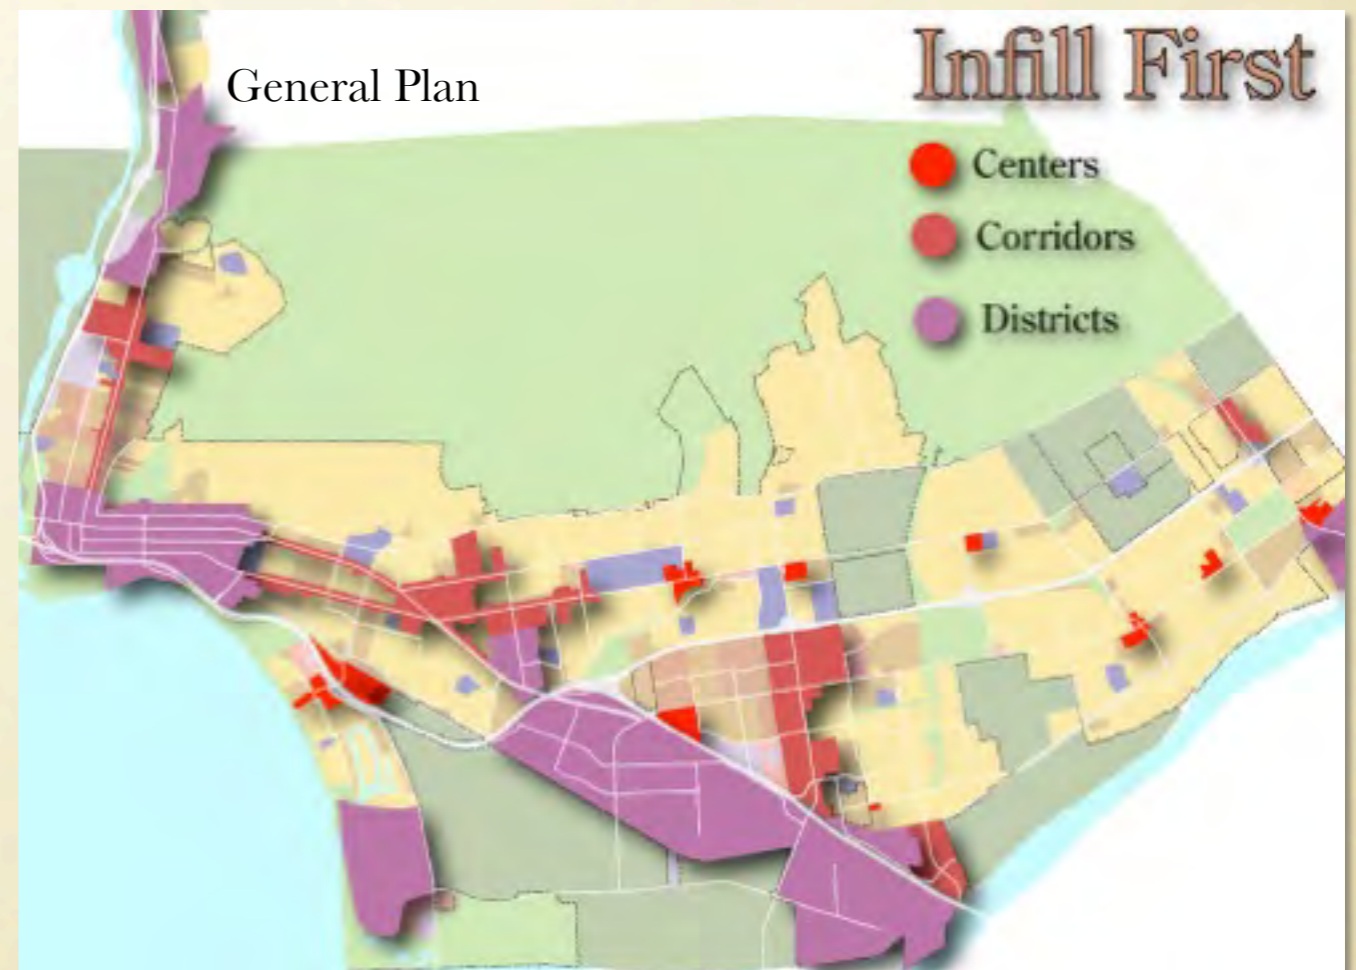 General Plan
Infill First
Centers
Corridors
Districts